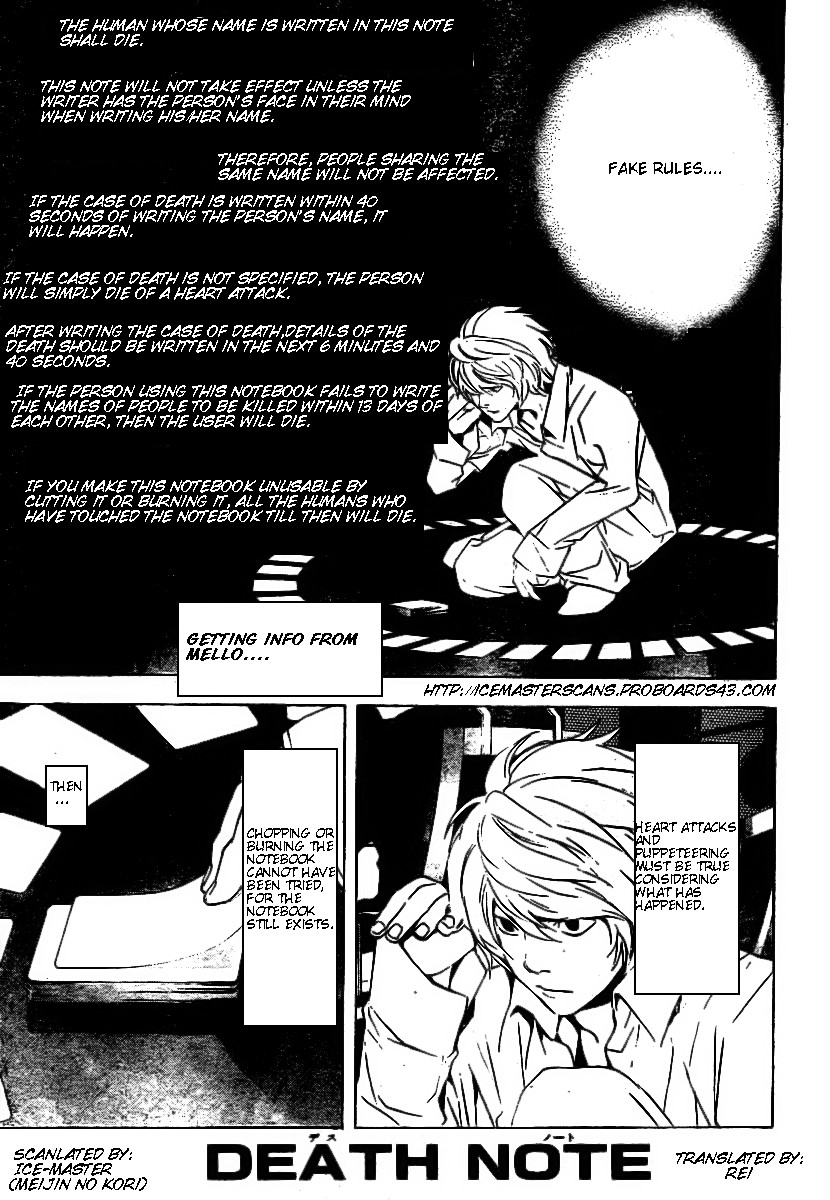 THE HUMAN WHOSE NAME IS WRITTEN IN THIS NOTE
SHALL DIE.
THIS NOTE WILL NOT TAKE EFFECT UNLESS THE
WRITER HAS THE PERSON'S FACE IN THEIR MIND
WHEN WRITING HIS/HER NAME.
THEREFORE, PEOPLE SHARING THE
SAME NAME WILL NOT BE AFFECTED.
FAKE RULES....
IF THE CASE OF DEATH IS WRITTEN WITHIN 40
SECONDS OF WRITING THE PERSON'S NAME, IT
WILL HAPPEN.
IF THE CASE OF DEATH IS NOT SPECIFIED, THE PERSON
WILL SIMPLY DIE OF A HEART ATTACK.
AFTER WRITING THE CASE OF DEATH,DETAILS OF THE
DEATH SHOULD BE WRITTEN IN THE NEXT 6 MINUTES AND
40 SECONDS.
IF THE PERSON USING THIS NOTEBOOK FAILS TO WRITE
THE NAMES OF PEOPLE TO BE KILLED WITHIN 13 DAYS OF
EACH OTHER, THEN THE USER WILL DIE.
IF YOU MAKE THIS NOTEBOOK UNUSABLE BY
CUTTING IT OR BURNING IT, ALL THE HUMANS WHO
HAVE TOUCHED THE NOTEBOOK TILL THEN WILL DIE.
GETTING INFO FROM
MELLO....
HTTP://ICEMASTERSCANS.PROBOARDS43.COM
HEART ATTACKS
AND
PUPPETEERING
MUST BE TRUE
CONSIDERING
WHAT HAS
HAPPENED.
CHOPPING OR
BURNING THE
NOTEBOOK
CANNOT HAVE
BEEN TRIED,
FOR THE
NOTEBOOK
STILL EXISTS.
THEN
...
SCANLATED BY:
ICE-MASTER
(MEIJIN NO KORI)
デス ノート
DEATH NOTE
TRANSLATED BY:
REI